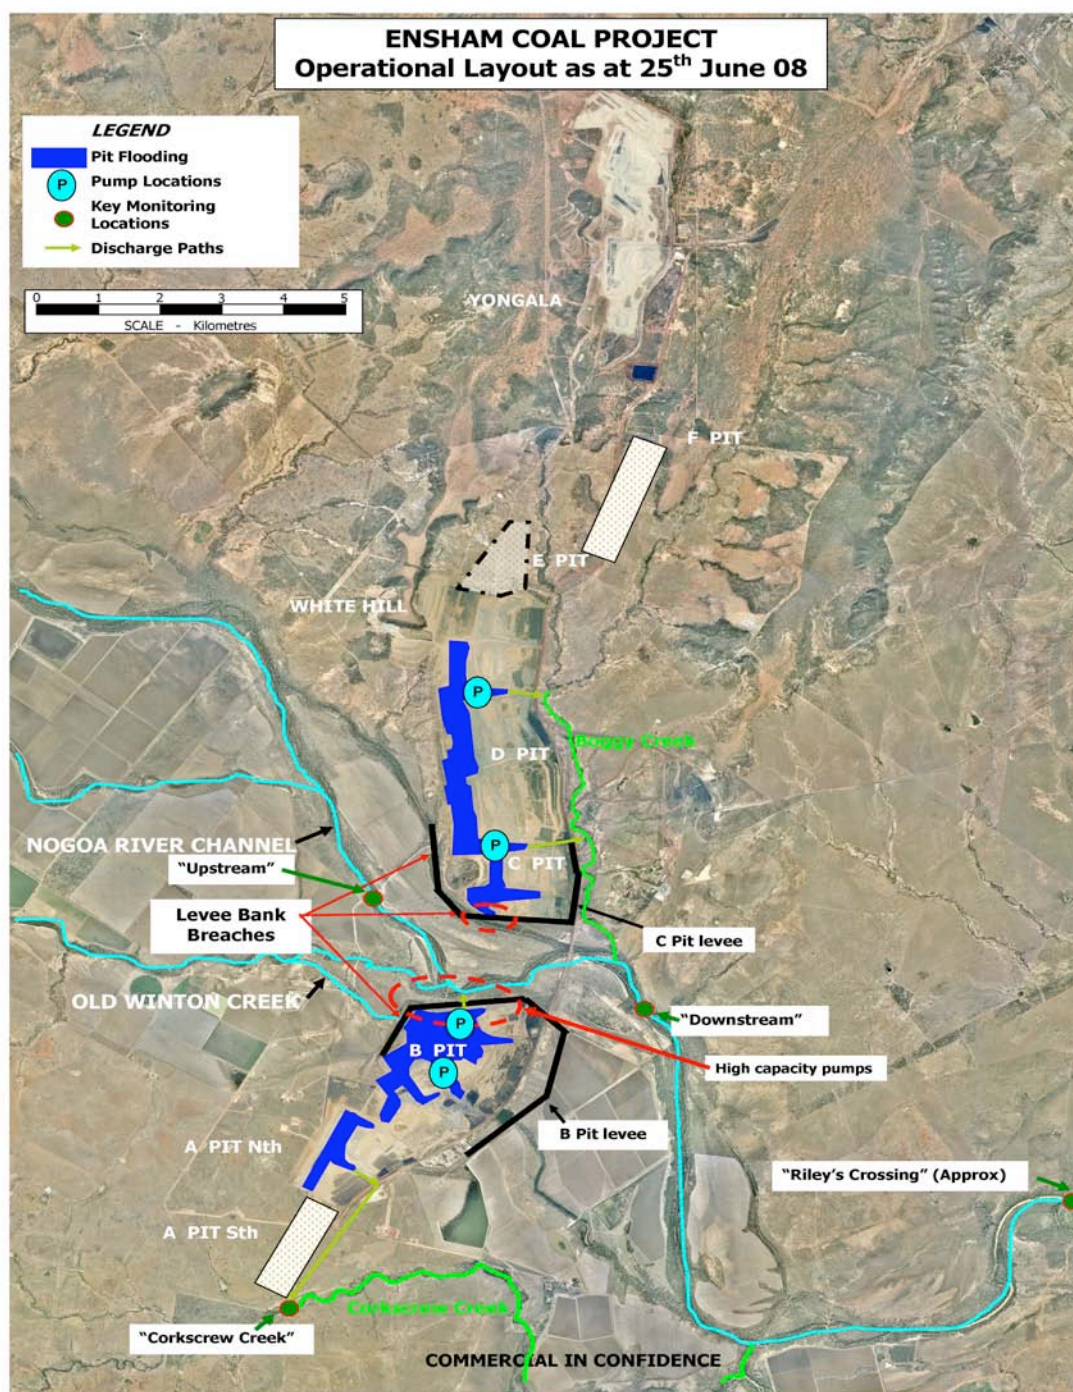 ENSHAM COAL PROJECT
Operational Layout as at 25th June 08
LEGEND
Pit Flooding
P
Pump Locations
Key Monitoring
Locations
Discharge Paths
0 1 2 3 4 5
SCALE - Kilometres
YONGALA
F PIT
E PIT
WHITE HILL
P
D PIT
Boggy Creek
NOGOA RIVER CHANNEL
P
C PIT
"Upstream"
Levee Bank
Breaches
C Pit levee
OLD WINTON CREEK
"Downstream"
P
B PIT
High capacity pumps
P
B Pit levee
A PIT Nth
"Riley's Crossing" (Approx)
A PIT Sth
Corkscrew Creek
"Corkscrew Creek"
COMMERCIAL IN CONFIDENCE